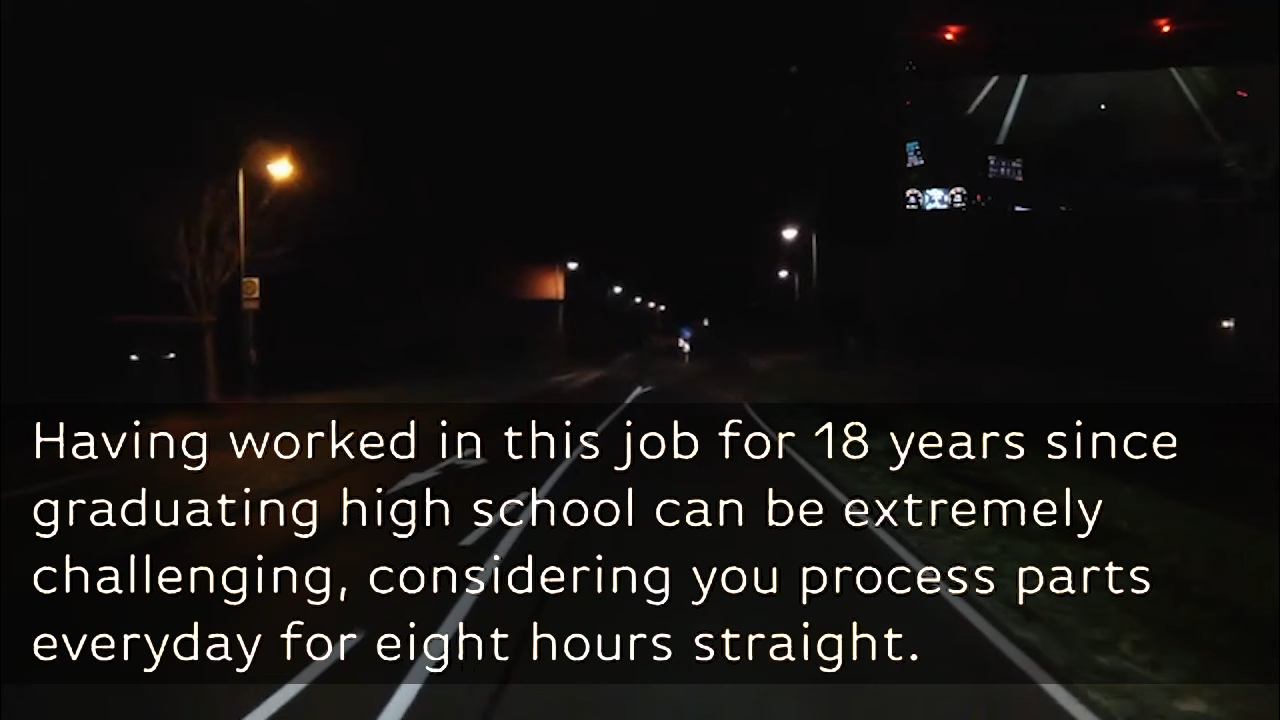 Having worked in this job for 18 years since
graduating high school can be extremely
challenging, considering you process parts
everyday for eight hours straight.